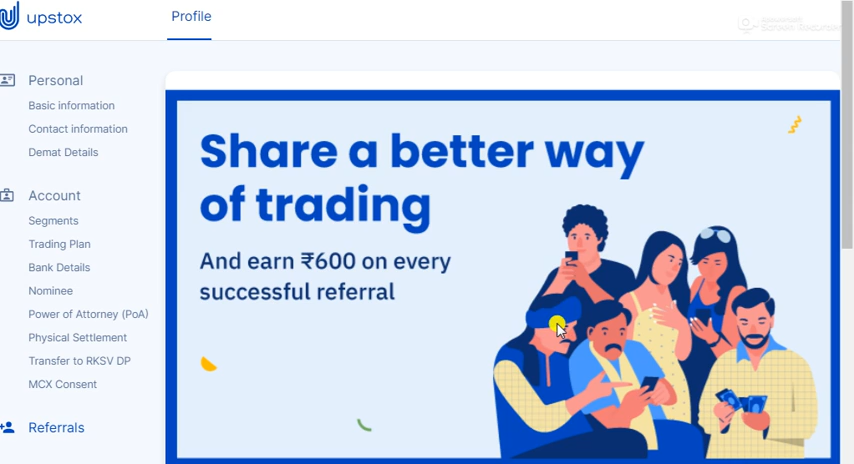 upstox
Profile
Personal
Basic information
Contact information
Demat Details
Account
Segments
Trading Plan
Bank Details
Nominee
Power of Attorney (PoA)
Physical Settlement
Transfer to RKSV DP
MCX Consent
Referrals
Share a better way
of trading
And earn ₹600 on every
successful referral